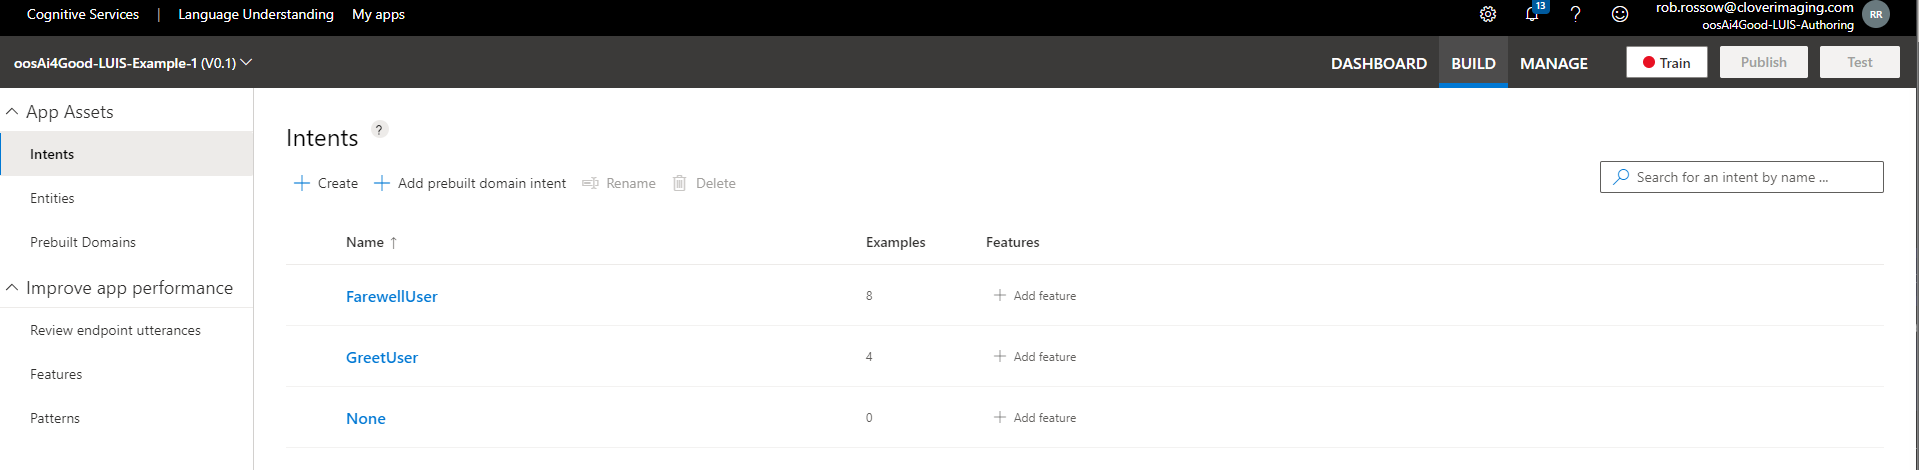 Cognitive Services | Language Understanding My apps
13
rob.rossow@cloverimaging.com
oosAi4Good-LUIS-Authoring
RR
oosAi4Good-LUIS-Example-1 (V0.1)
DASHBOARD BUILD MANAGE Train Publish Test
App Assets
Intents
Entities
Prebuilt Domains
Improve app performance
Review endpoint utterances
Features
Patterns
Intents ?
+ Create + Add prebuilt domain intent Rename Delete
Search for an intent by name ...
Name ↑ Examples Features
FarewellUser 8 + Add feature
GreetUser 4 + Add feature
None 0 + Add feature